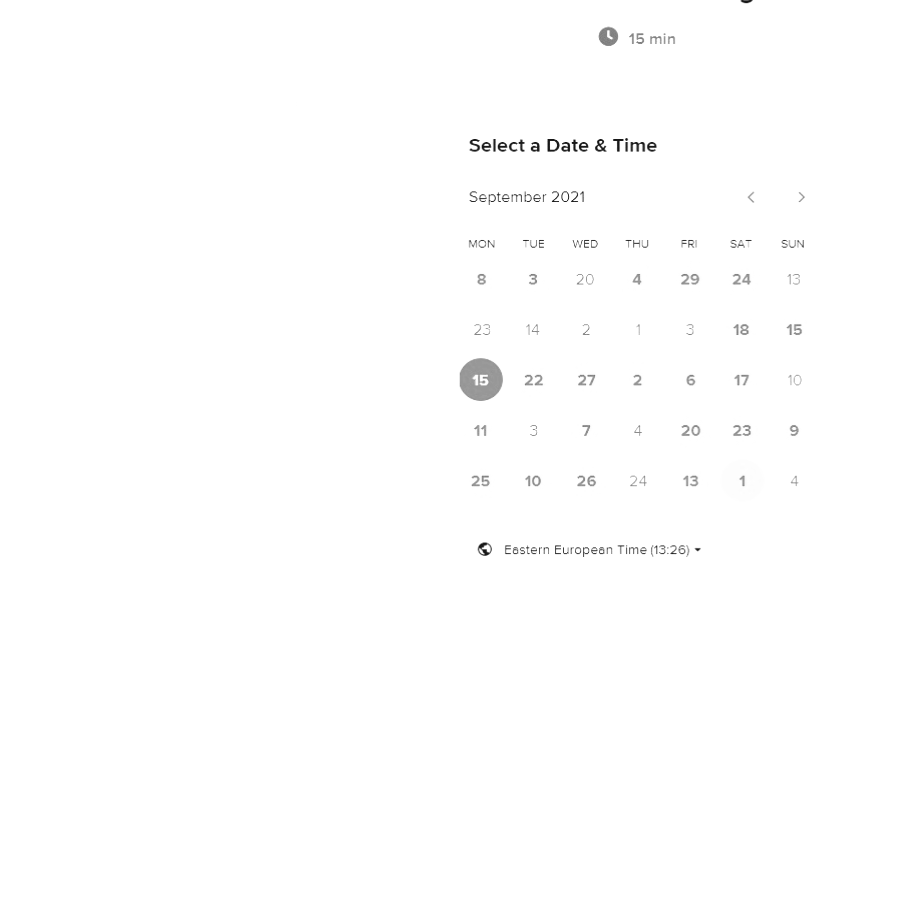 15 min
Select a Date & Time
September 2021
MON TUE WED THU FRI SAT SUN
8 3 20 4 29 24 13
23 14 2 1 3 18 15
15 22 27 2 6 17 10
11 3 7 4 20 23 9
25 10 26 24 13 1 4
Eastern European Time (13:26)